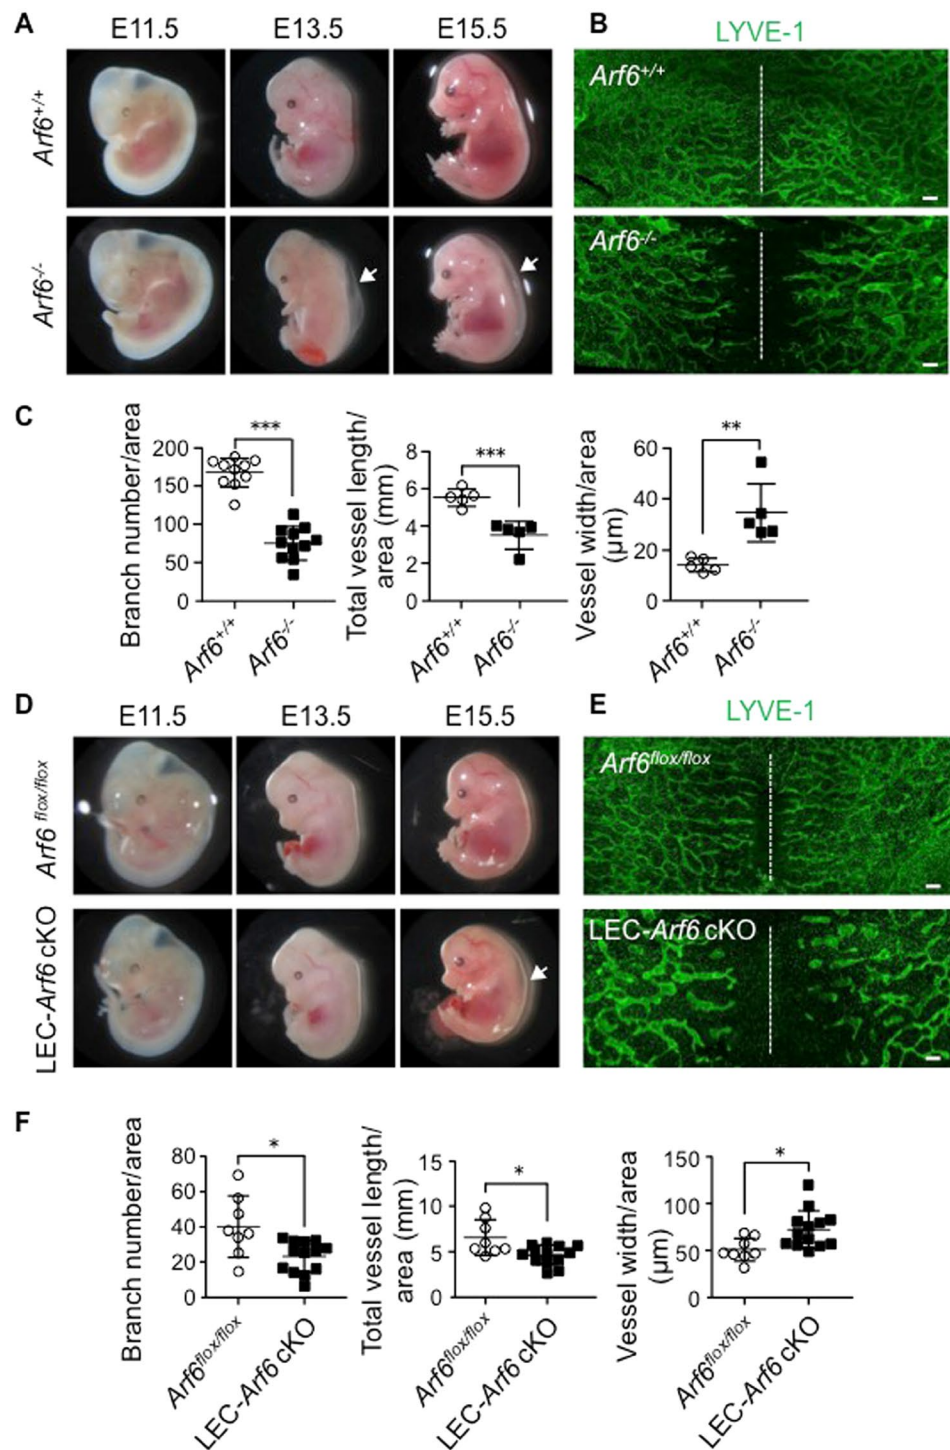 A
E11.5
E13.5
E15.5
Arf6+/+
Arf6-/-
B
LYVE-1
Arf6+/+
Arf6-/-
C
Branch number/area
200
150
100
50
0
***
Arf6+/+
Arf6-/-
Total vessel length/
area (mm)
8
6
4
2
0
***
Arf6+/+
Arf6-/-
Vessel width/area
(μm)
60
40
20
0
**
Arf6+/+
Arf6-/-
D
E11.5
E13.5
E15.5
Arf6 flox/flox
LEC-Arf6 cKO
E
LYVE-1
Arf6flox/flox
LEC-Arf6 cKO
F
Branch number/area
80
60
40
20
0
*
Arf6flox/flox
LEC-Arf6 cKO
Total vessel length/
area (mm)
15
10
5
0
*
Arf6flox/flox
LEC-Arf6 cKO
Vessel width/area
(μm)
150
100
50
0
*
Arf6flox/flox
LEC-Arf6 cKO